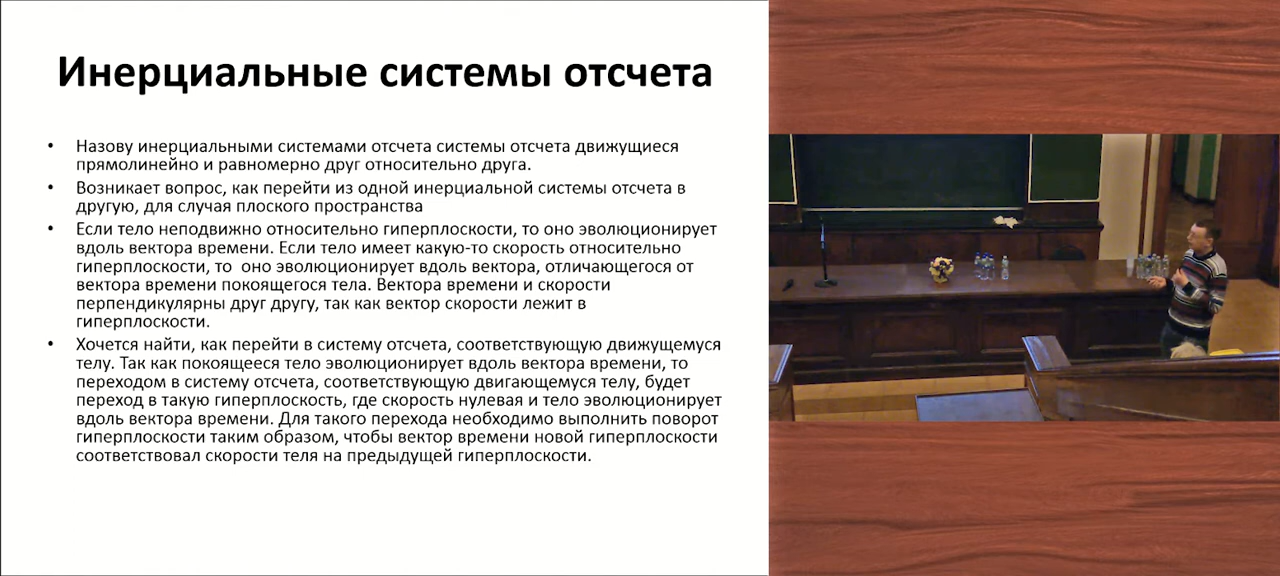 Инерциальные системы отсчета
• Назову инерциальными системами отсчета системы отсчета движущиеся
прямолинейно и равномерно друг относительно друга.
• Возникает вопрос, как перейти из одной инерциальной системы отсчета в
другую, для случая плоского пространства
• Если тело неподвижно относительно гиперплоскости, то оно эволюционирует
вдоль вектора времени. Если тело имеет какую-то скорость относительно
гиперплоскости, то оно эволюционирует вдоль вектора, отличающегося от
вектора времени покоящегося тела. Вектора времени и скорости
перпендикулярны друг другу, так как вектор скорости лежит в
гиперплоскости.
• Хочется найти, как перейти в систему отсчета, соответствующую движущемуся
телу. Так как покоящееся тело эволюционирует вдоль вектора времени, то
переходом в систему отсчета, соответствующую двигающемуся телу, будет
переход в такую гиперплоскость, где скорость нулевая и тело эволюционирует
вдоль вектора времени. Для такого перехода необходимо выполнить поворот
гиперплоскости таким образом, чтобы вектор времени новой гиперплоскости
соответствовал скорости теля на предыдущей гиперплоскости.